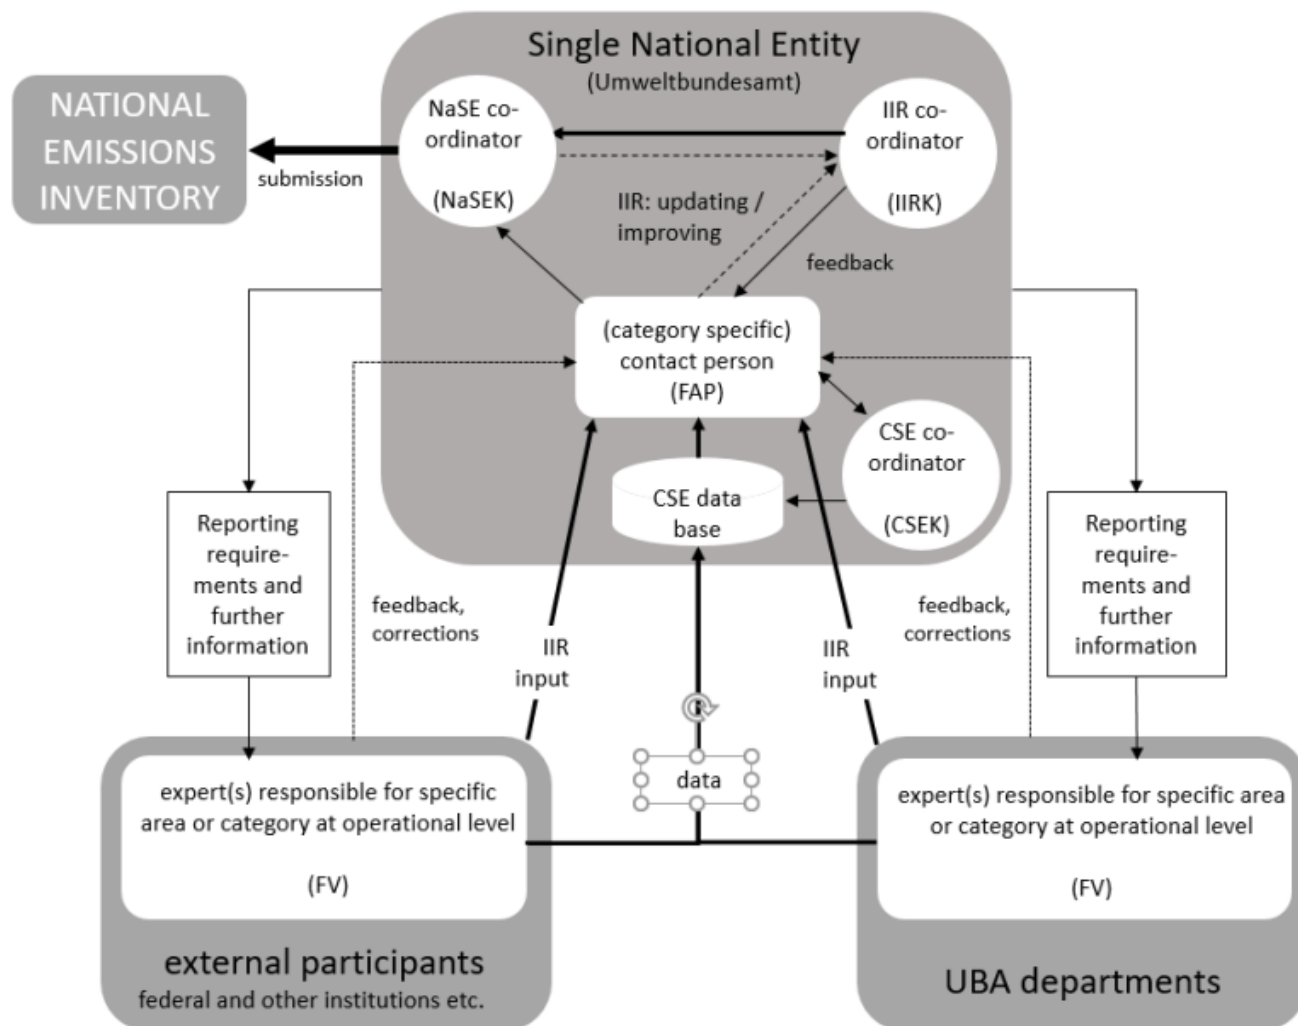 Single National Entity
(Umweltbundesamt)
NATIONAL
EMISSIONS
INVENTORY
submission
NaSE co-
ordinator
(NaSEK)
IIR co-
ordinator
(IIRK)
IIR: updating /
improving
feedback
(category specific)
contact person
(FAP)
CSE co-
ordinator
(CSEK)
CSE data
base
Reporting
require-
ments and
further
information
feedback,
corrections
IIR
input
IIR
input
feedback,
corrections
Reporting
require-
ments and
further
information
data
expert(s) responsible for specific
area or category at operational level
(FV)
external participants
federal and other institutions etc.
expert(s) responsible for specific area
or category at operational level
(FV)
UBA departments